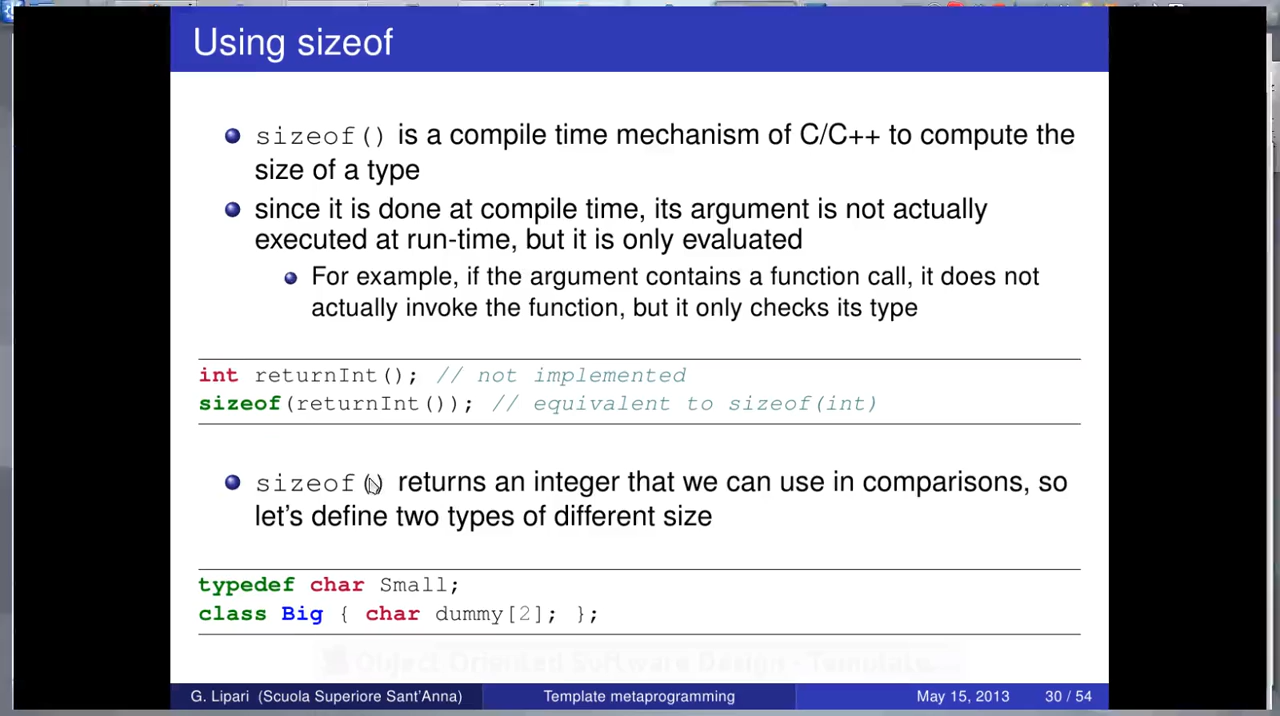 Using sizeof
sizeof() is a compile time mechanism of C/C++ to compute the
size of a type
since it is done at compile time, its argument is not actually
executed at run-time, but it is only evaluated
For example, if the argument contains a function call, it does not
actually invoke the function, but it only checks its type
int returnInt(); // not implemented
sizeof(returnInt()); // equivalent to sizeof(int)
sizeof() returns an integer that we can use in comparisons, so
let's define two types of different size
typedef char Small;
class Big { char dummy[2]; };
Object Oriented Software Design - Template...
G. Lipari (Scuola Superiore Sant'Anna) Template metaprogramming May 15, 2013 30 / 54